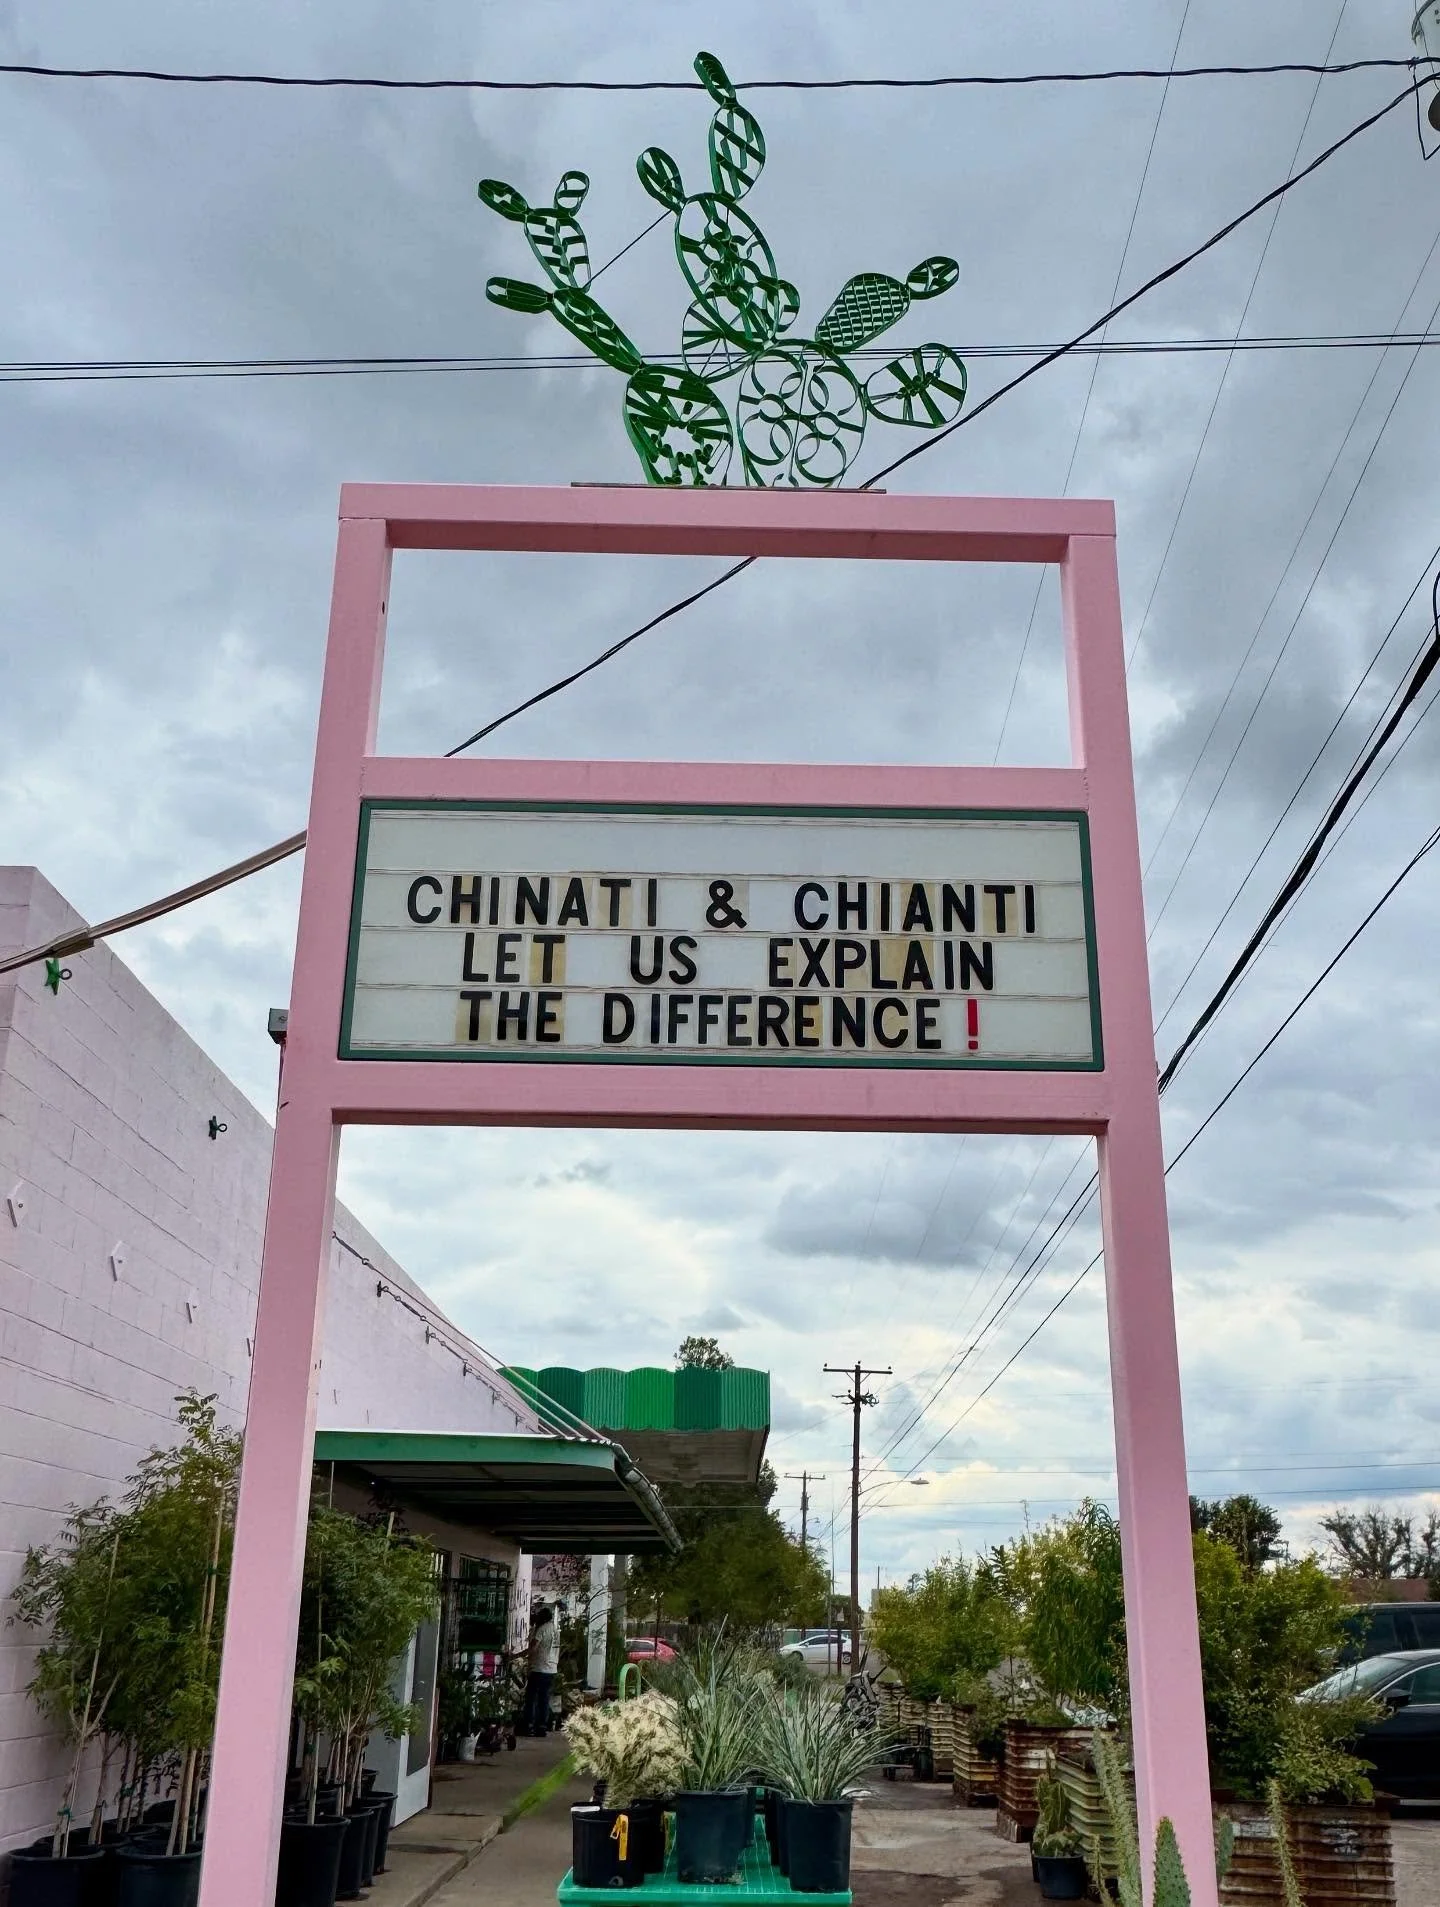 CHINATI & CHIANTI
LET US EXPLAIN
THE DIFFERENCE!